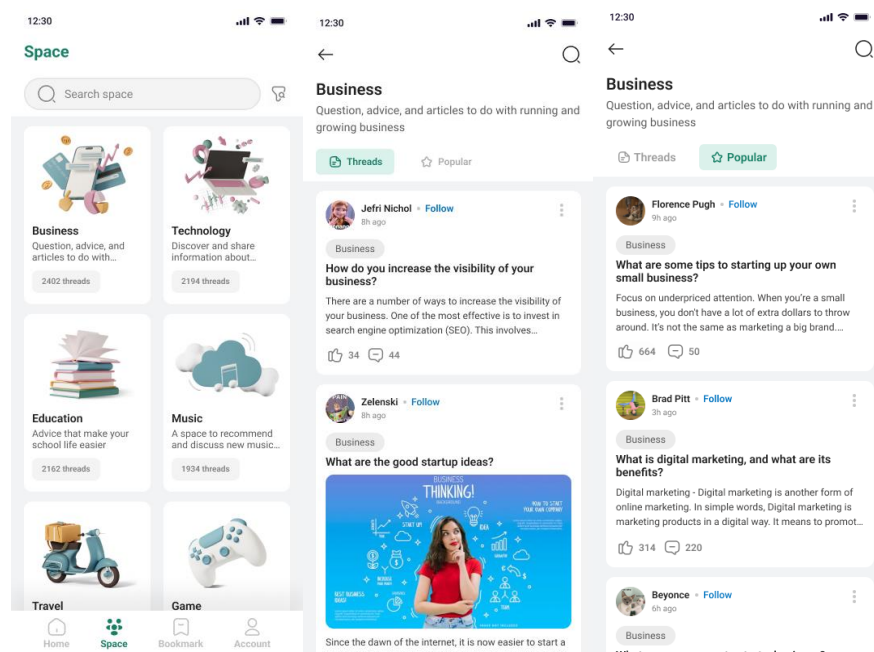 12:30
Space
Search space
Business
Question, advice, and
articles to do with...
2402 threads
Technology
Discover and share
information about...
2194 threads
Education
Advice that make your
school life easier
2162 threads
Music
A space to recommend
and discuss new music...
1934 threads
Travel
Game
Home
Space
Bookmark
Account
12:30
Business
Question, advice, and articles to do with running and
growing business
Threads
Popular
Jefri Nichol • Follow
8h ago
Business
How do you increase the visibility of your
business?
There are a number of ways to increase the visibility of
your business. One of the most effective is to invest in
search engine optimization (SEO). This involves...
34
44
Zelenski • Follow
8h ago
Business
What are the good startup ideas?
BUSINESS
THINKING!
HOW TO START
YOUR OWN COMPANY
START UP!
IDEA
BEST BUSINESS
TEAM
Since the dawn of the internet, it is now easier to start a
12:30
Business
Question, advice, and articles to do with running and
growing business
Threads
Popular
Florence Pugh • Follow
9h ago
Business
What are some tips to starting up your own
small business?
Focus on underpriced attention. When you're a small
business, you don't have a lot of extra dollars to throw
around. It's not the same as marketing a big brand....
664
50
Brad Pitt • Follow
3h ago
Business
What is digital marketing, and what are its
benefits?
Digital marketing - Digital marketing is another form of
online marketing. In simple words, Digital marketing is
marketing products in a digital way. It means to promot...
314
220
Beyonce • Follow
6h ago
Business